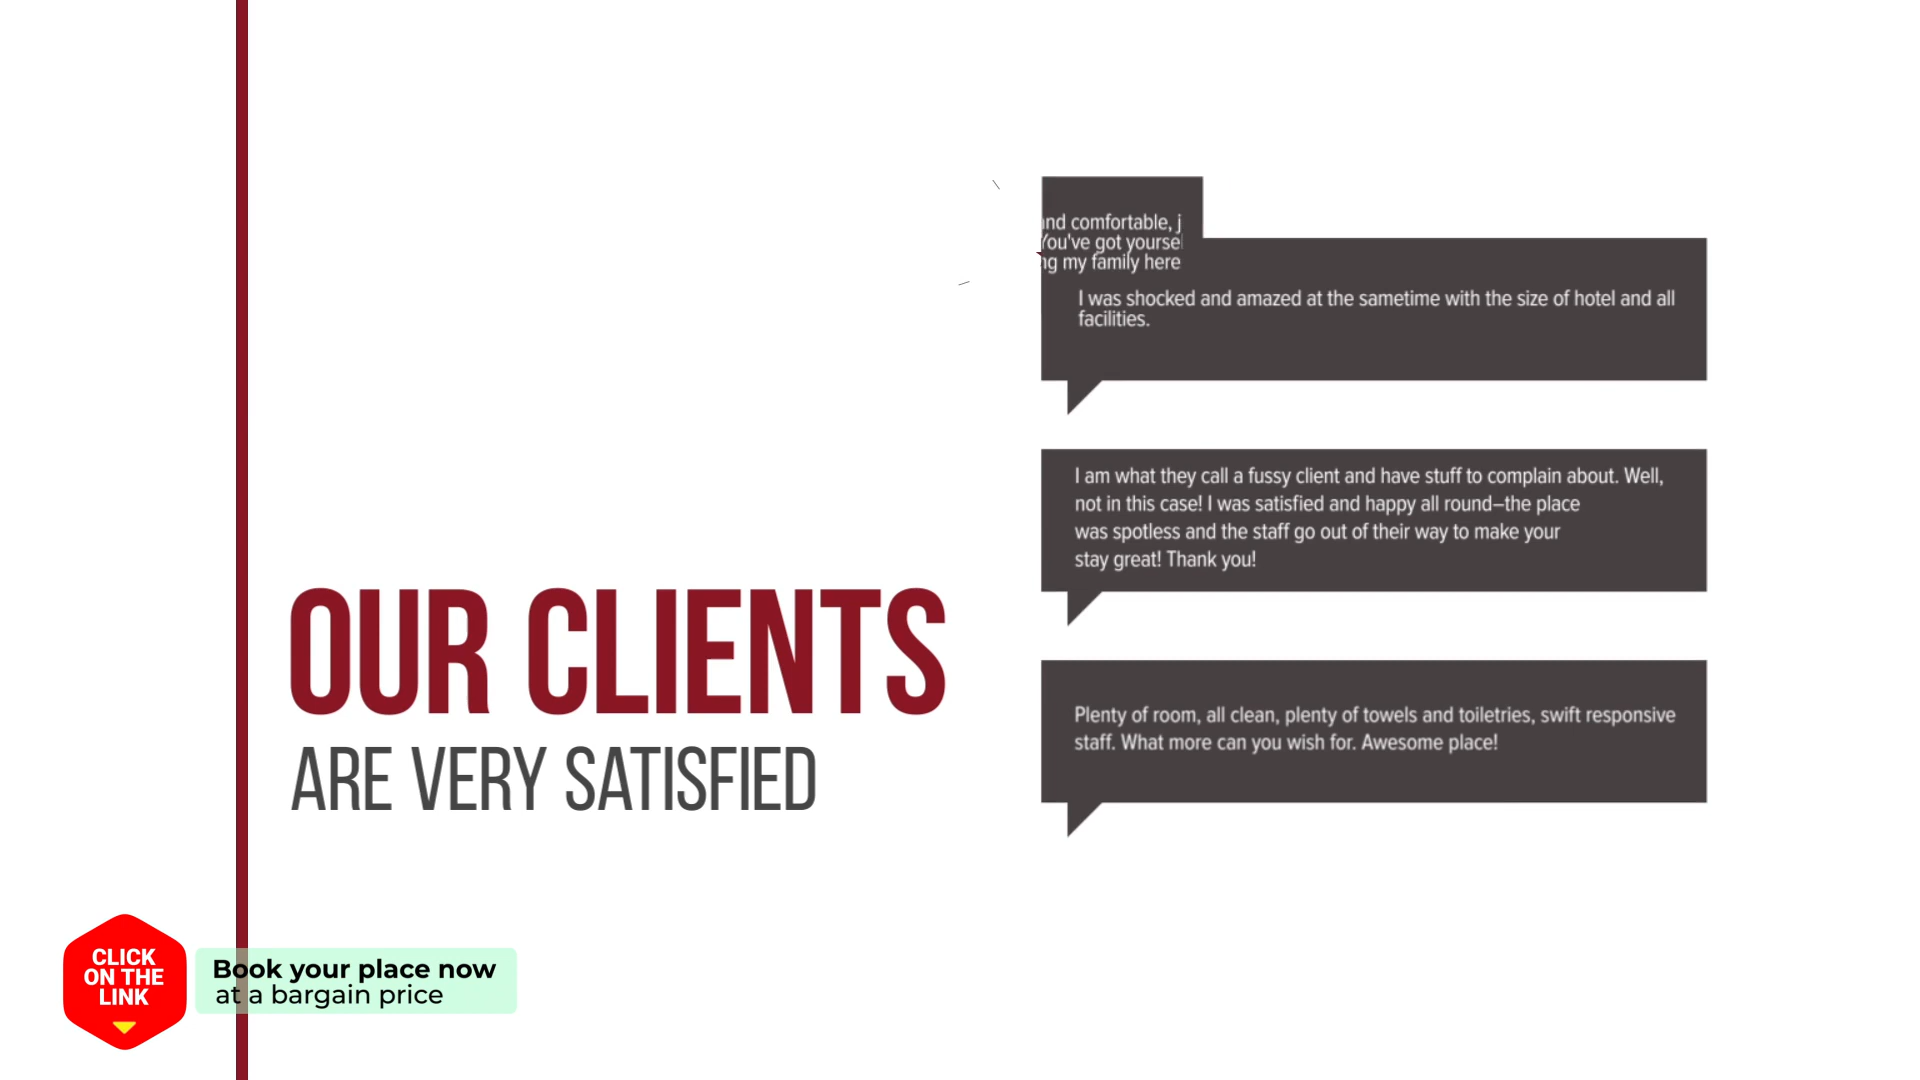 OUR CLIENTS
ARE VERY SATISFIED
comfortable,
You've got
my family here
I was shocked and amazed at the sametime with the size of hotel and all
facilities.
I am what they call a fussy client and have stuff to complain about. Well,
not in this case! I was satisfied and happy all round–the place
was spotless and the staff go out of their way to make your
stay great! Thank you!
Plenty of room, all clean, plenty of towels and toiletries, swift responsive
staff. What more can you wish for. Awesome place!
CLICK
ON THE
LINK
Book your place now
at a bargain price